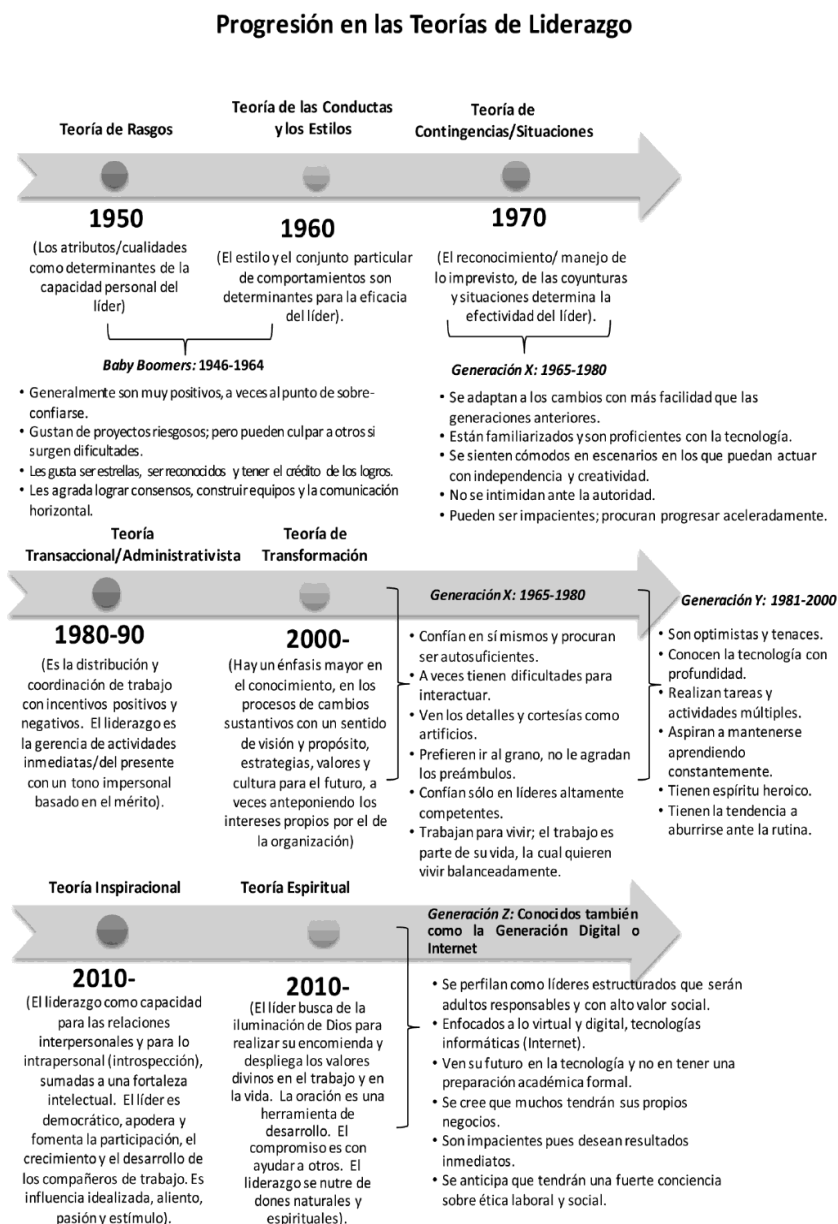 Progresión en las Teorías de Liderazgo
Teoría de Rasgos
Teoría de las Conductas
y los Estilos
Teoría de
Contingencias/Situaciones
1950
(Los atributos/cualidades
como determinantes de la
capacidad personal del
líder)
1960
(El estilo y el conjunto particular
de comportamientos son
determinantes para la eficacia
del líder).
1970
(El reconocimiento/ manejo de
lo imprevisto, de las coyunturas
y situaciones determina la
efectividad del líder).
Baby Boomers: 1946-1964
• Generalmente son muy positivos, a veces al punto de sobre-
confiarse.
• Gustan de proyectos riesgosos; pero pueden culpar a otros si
surgen dificultades.
• Les gusta ser estrellas, ser reconocidos y tener el crédito de los logros.
• Les agrada lograr consensos, construir equipos y la comunicación
horizontal.
Generación X: 1965-1980
• Se adaptan a los cambios con más facilidad que las
generaciones anteriores.
• Están familiarizados y son proficientes con la tecnología.
• Se sienten cómodos en escenarios en los que puedan actuar
con independencia y creatividad.
• No se intimidan ante la autoridad.
• Pueden ser impacientes; procuran progresar aceleradamente.
Teoría
Transaccional/Administrativista
Teoría de
Transformación
1980-90
(Es la distribución y
coordinación de trabajo
con incentivos positivos y
negativos. El liderazgo es
la gerencia de actividades
inmediatas/del presente
con un tono impersonal
basado en el mérito).
2000-
(Hay un énfasis mayor en
el conocimiento, en los
procesos de cambios
sustantivos con un sentido
de visión y propósito,
estrategias, valores y
cultura para el futuro, a
veces anteponiendo los
intereses propios por el de
la organización)
Generación X: 1965-1980
• Confían en sí mismos y procuran
ser autosuficientes.
• A veces tienen dificultades para
interactuar.
• Ven los detalles y cortesías como
artificios.
• Prefieren ir al grano, no le agradan
los preámbulos.
• Confían sólo en líderes altamente
competentes.
• Trabajan para vivir; el trabajo es
parte de su vida, la cual quieren
vivir balanceadamente.
Generación Y: 1981-2000
• Son optimistas y tenaces.
• Conocen la tecnología con
profundidad.
• Realizan tareas y
actividades múltiples.
• Aspiran a mantenerse
aprendiendo
constantemente.
• Tienen espíritu heroico.
• Tienen la tendencia a
aburrirse ante la rutina.
Teoría Inspiracional
Teoría Espiritual
2010-
(El liderazgo como capacidad
para las relaciones
interpersonales y para lo
intrapersonal (introspección),
sumadas a una fortaleza
intelectual. El líder es
democrático, apodera y
fomenta la participación, el
crecimiento y el desarrollo de
los compañeros de trabajo. Es
influencia idealizada, aliento,
pasión y estímulo).
2010-
(El líder busca de la
iluminación de Dios para
realizar su encomienda y
despliega los valores
divinos en el trabajo y en
la vida. La oración es una
herramienta de
desarrollo. El
compromiso es con
ayudar a otros. El
liderazgo se nutre de
dones naturales y
espirituales).
Generación Z: Conocidos también
como la Generación Digital o
Internet
• Se perfilan como líderes estructurados que serán
adultos responsables y con alto valor social.
• Enfocados a lo virtual y digital, tecnologías
informáticas (Internet).
• Ven su futuro en la tecnología y no en tener una
preparación académica formal.
• Se cree que muchos tendrán sus propios
negocios.
• Son impacientes pues desean resultados
inmediatos.
• Se anticipa que tendrán una fuerte conciencia
sobre ética laboral y social.